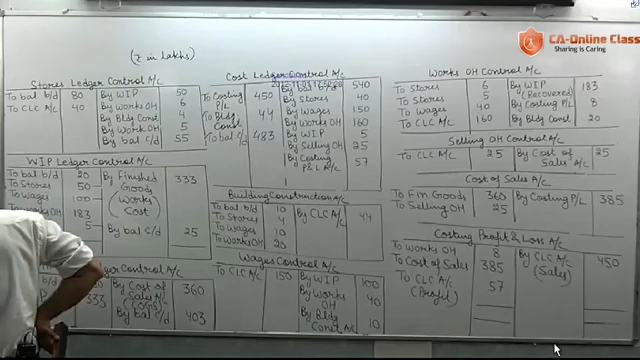 (₹ in lakhs)
Stores Ledger Control A/c
To bal b/d 80 By WIP 50
To CLC A/c 40 By Works OH 6
By Bldg Const 4
By Work OH 5
By bal c/d 55
WIP Ledger Control A/c
To bal b/d 20 By Finished Goods (Works Cost) 333
To Stores 50
To Wages 100
183
5 By bal c/d 25
ger Control A/c
333 By Cost of Sales A/c (COGS) 360
By bal c/d 403
Cost Ledger Control A/c
To Costing P/L 450 540
To Bldg Const 44 By Stores 40
To bal c/d 483 By Wages 150
By Works OH 160
By WIP 5
By Selling OH 25
By Costing P&L A/c 57
Building Construction A/c
To bal b/d 10 By CLC A/c 44
To Stores 4
To Wages 10
To Works OH 20
Wages Control A/c
To CLC A/c 150 By WIP 100
By Works OH 40
By Bldg Const A/c 10
Works OH Control A/c
To Stores 6 By WIP (Recovered) 183
To Stores 5 By Costing P/L 8
To Wages 40 By Bldg Const 20
To CLC A/c 160
Selling OH Control A/c
To CLC A/c 25 By Cost of Sales A/c 25
Cost of Sales A/c
To Fin. Goods 360 By Costing P/L 385
To Selling OH 25
Costing Profit & Loss A/c
To Works OH 8 By CLC A/c (Sales) 450
To Cost of Sales 385
To CLC A/c (Profit) 57
CA-Online Class
Sharing is Caring